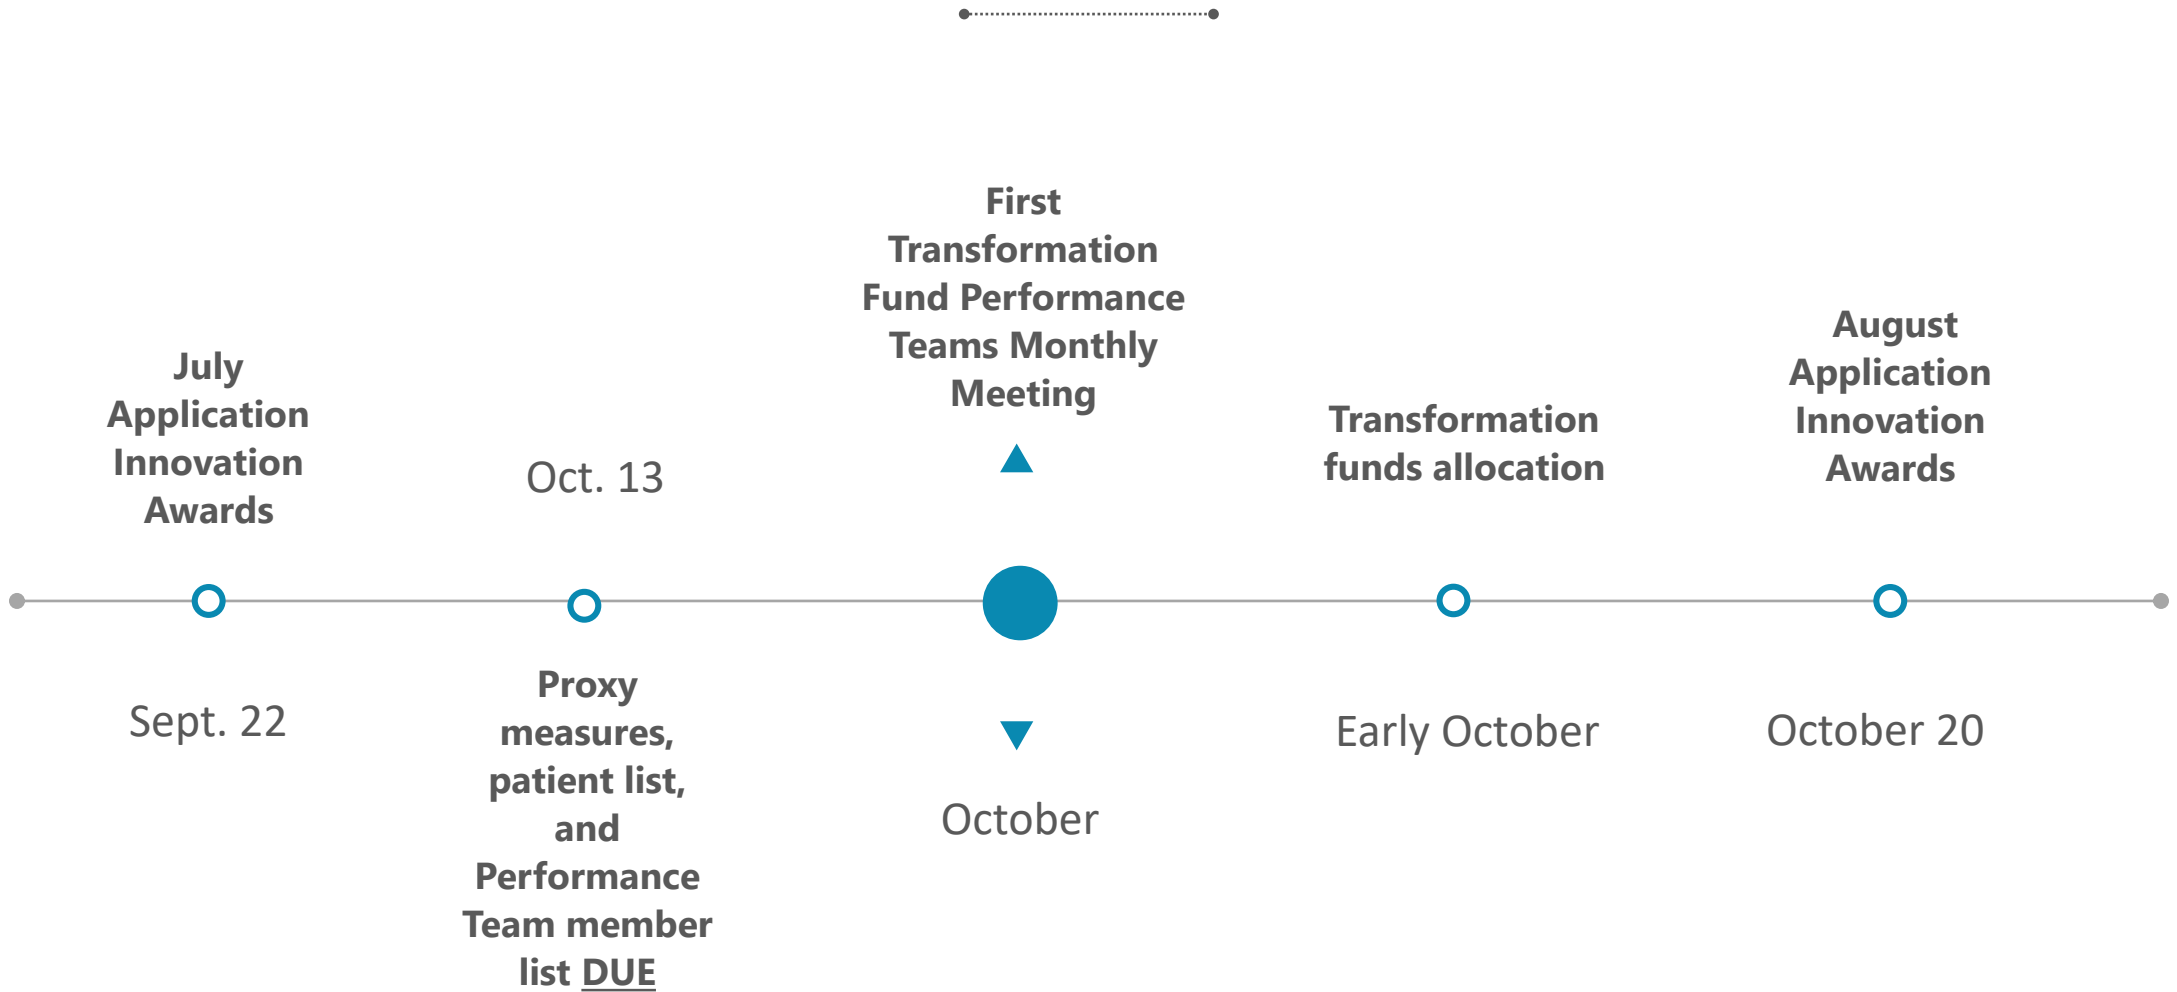 July
Application
Innovation
Awards
Sept. 22
Oct. 13
Proxy
measures,
patient list,
and
Performance
Team member
list DUE
First
Transformation
Fund Performance
Teams Monthly
Meeting
October
Transformation
funds allocation
Early October
August
Application
Innovation
Awards
October 20